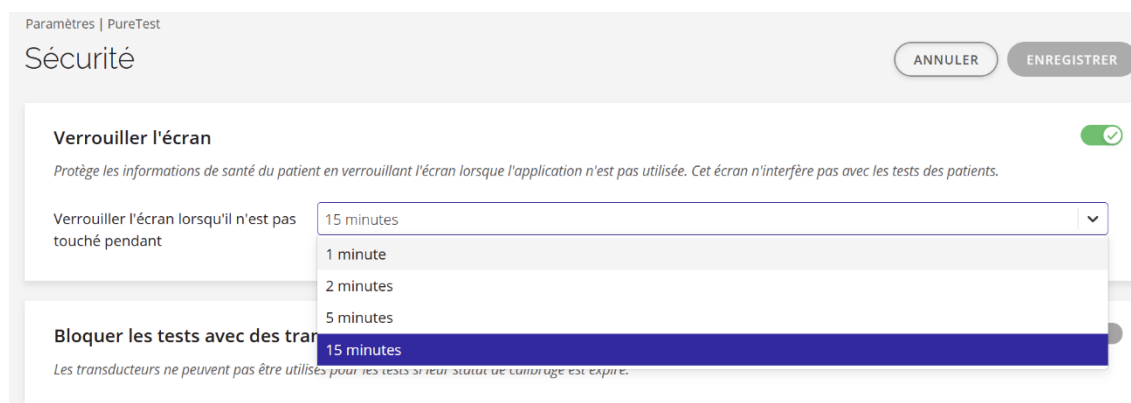 Paramètres | PureTest
Sécurité
ANNULER
ENREGISTRER
Verrouiller l'écran
Protège les informations de santé du patient en verrouillant l'écran lorsque l'application n'est pas utilisée. Cet écran n'interfère pas avec les tests des patients.
Verrouiller l'écran lorsqu'il n'est pas
touché pendant
15 minutes
1 minute
2 minutes
5 minutes
15 minutes
Bloquer les tests avec des
Les transducteurs ne peuvent pas être utilisés pour les tests si leur statut de calibrage est expiré.